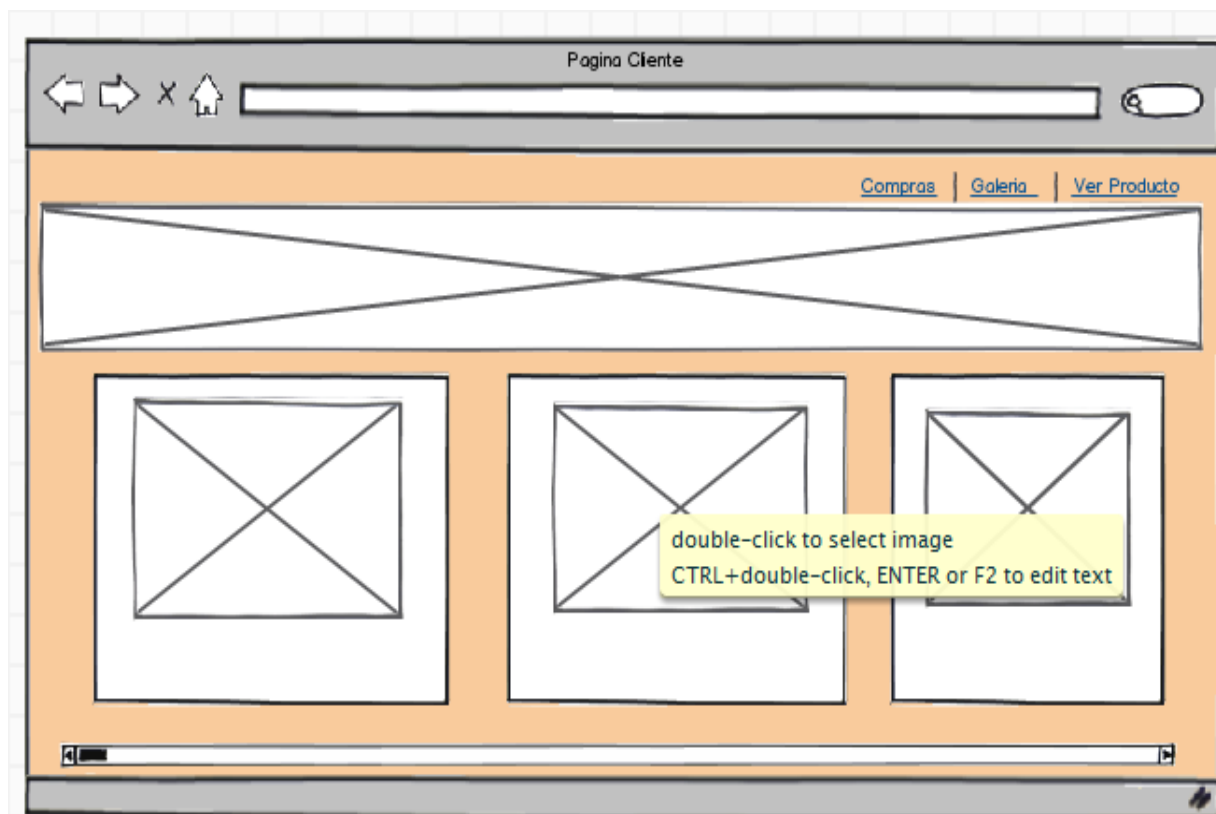 Pagina Cliente
Compras | Galeria | Ver Producto
double-click to select image
CTRL+double-click, ENTER or F2 to edit text